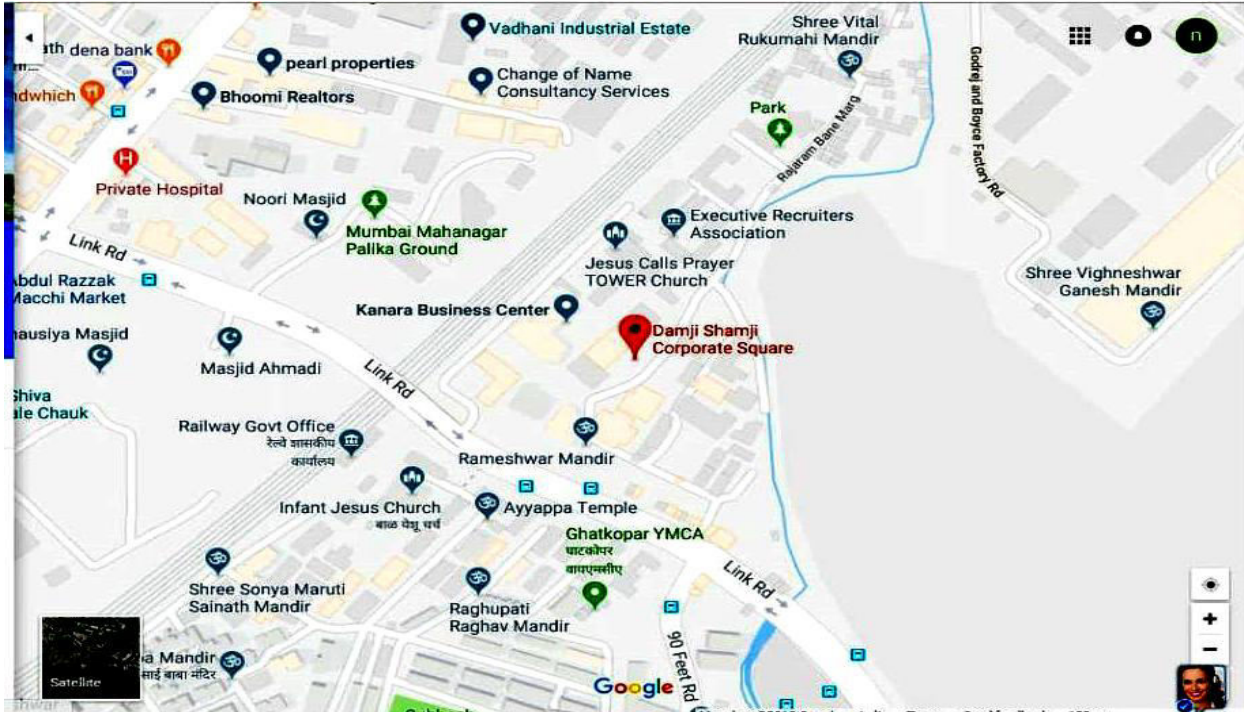 Vadhani Industrial Estate
Shree Vital
Rukumahi Mandir
n
dena bank
pearl properties
Change of Name
Consultancy Services
ndwhich
Bhoomi Realtors
Park
Godrej and Boyce Factory Rd
Rajaram Bane Marg
H
Private Hospital
Noori Masjid
Mumbai Mahanagar
Palika Ground
Executive Recruiters
Association
Link Rd
Jesus Calls Prayer
TOWER Church
Abdul Razzak
Macchi Market
Shree Vighneshwar
Ganesh Mandir
Kanara Business Center
Damji Shamji
Corporate Square
hausiya Masjid
Masjid Ahmadi
Link Rd
Shiva
ale Chauk
Railway Govt Office
रेल्वे शासकीय
कार्यालय
Rameshwar Mandir
Infant Jesus Church
बाळ येशू चर्च
Ayyappa Temple
Ghatkopar YMCA
घाटकोपर
वायएमसीए
Shree Sonya Maruti
Sainath Mandir
Raghupati
Raghav Mandir
Link Rd
90 Feet Rd
Mandir
साई बाबा मंदिर
Satellite
Google